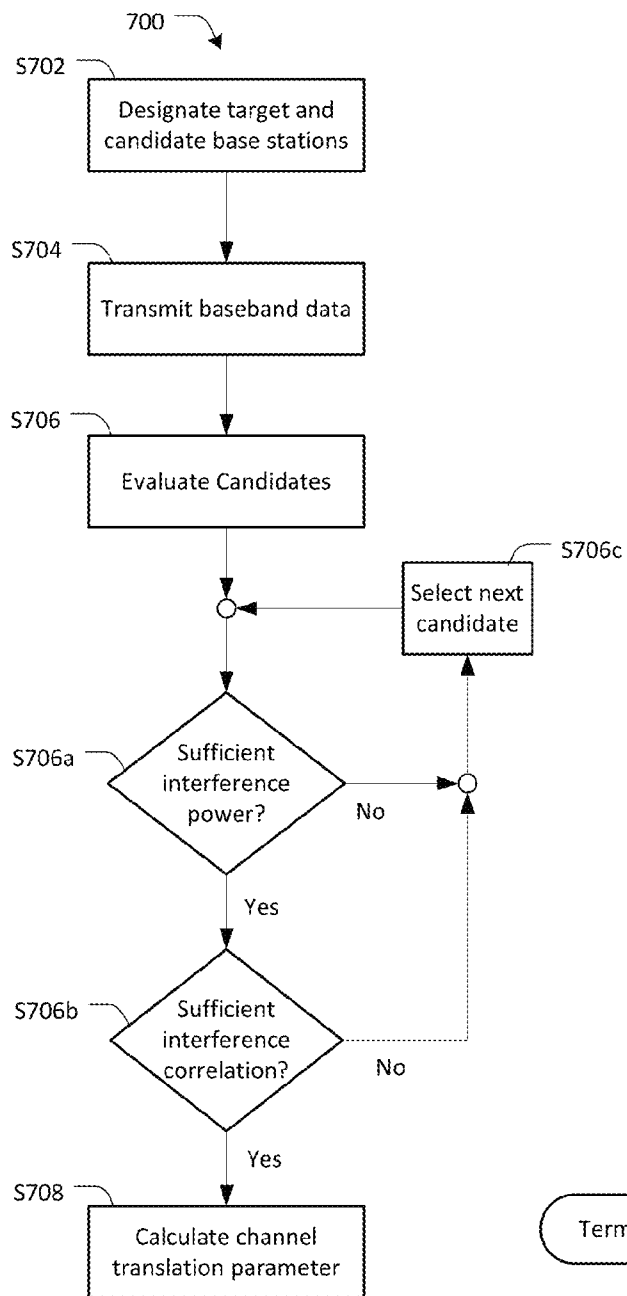 700
S702
Designate target and
candidate base stations
S704
Transmit baseband data
S706
Evaluate Candidates
S706c
Select next
candidate
S706a
Sufficient
interference
power?
No
Yes
S706b
Sufficient
interference
correlation?
No
Yes
S708
Calculate channel
translation parameter
Term